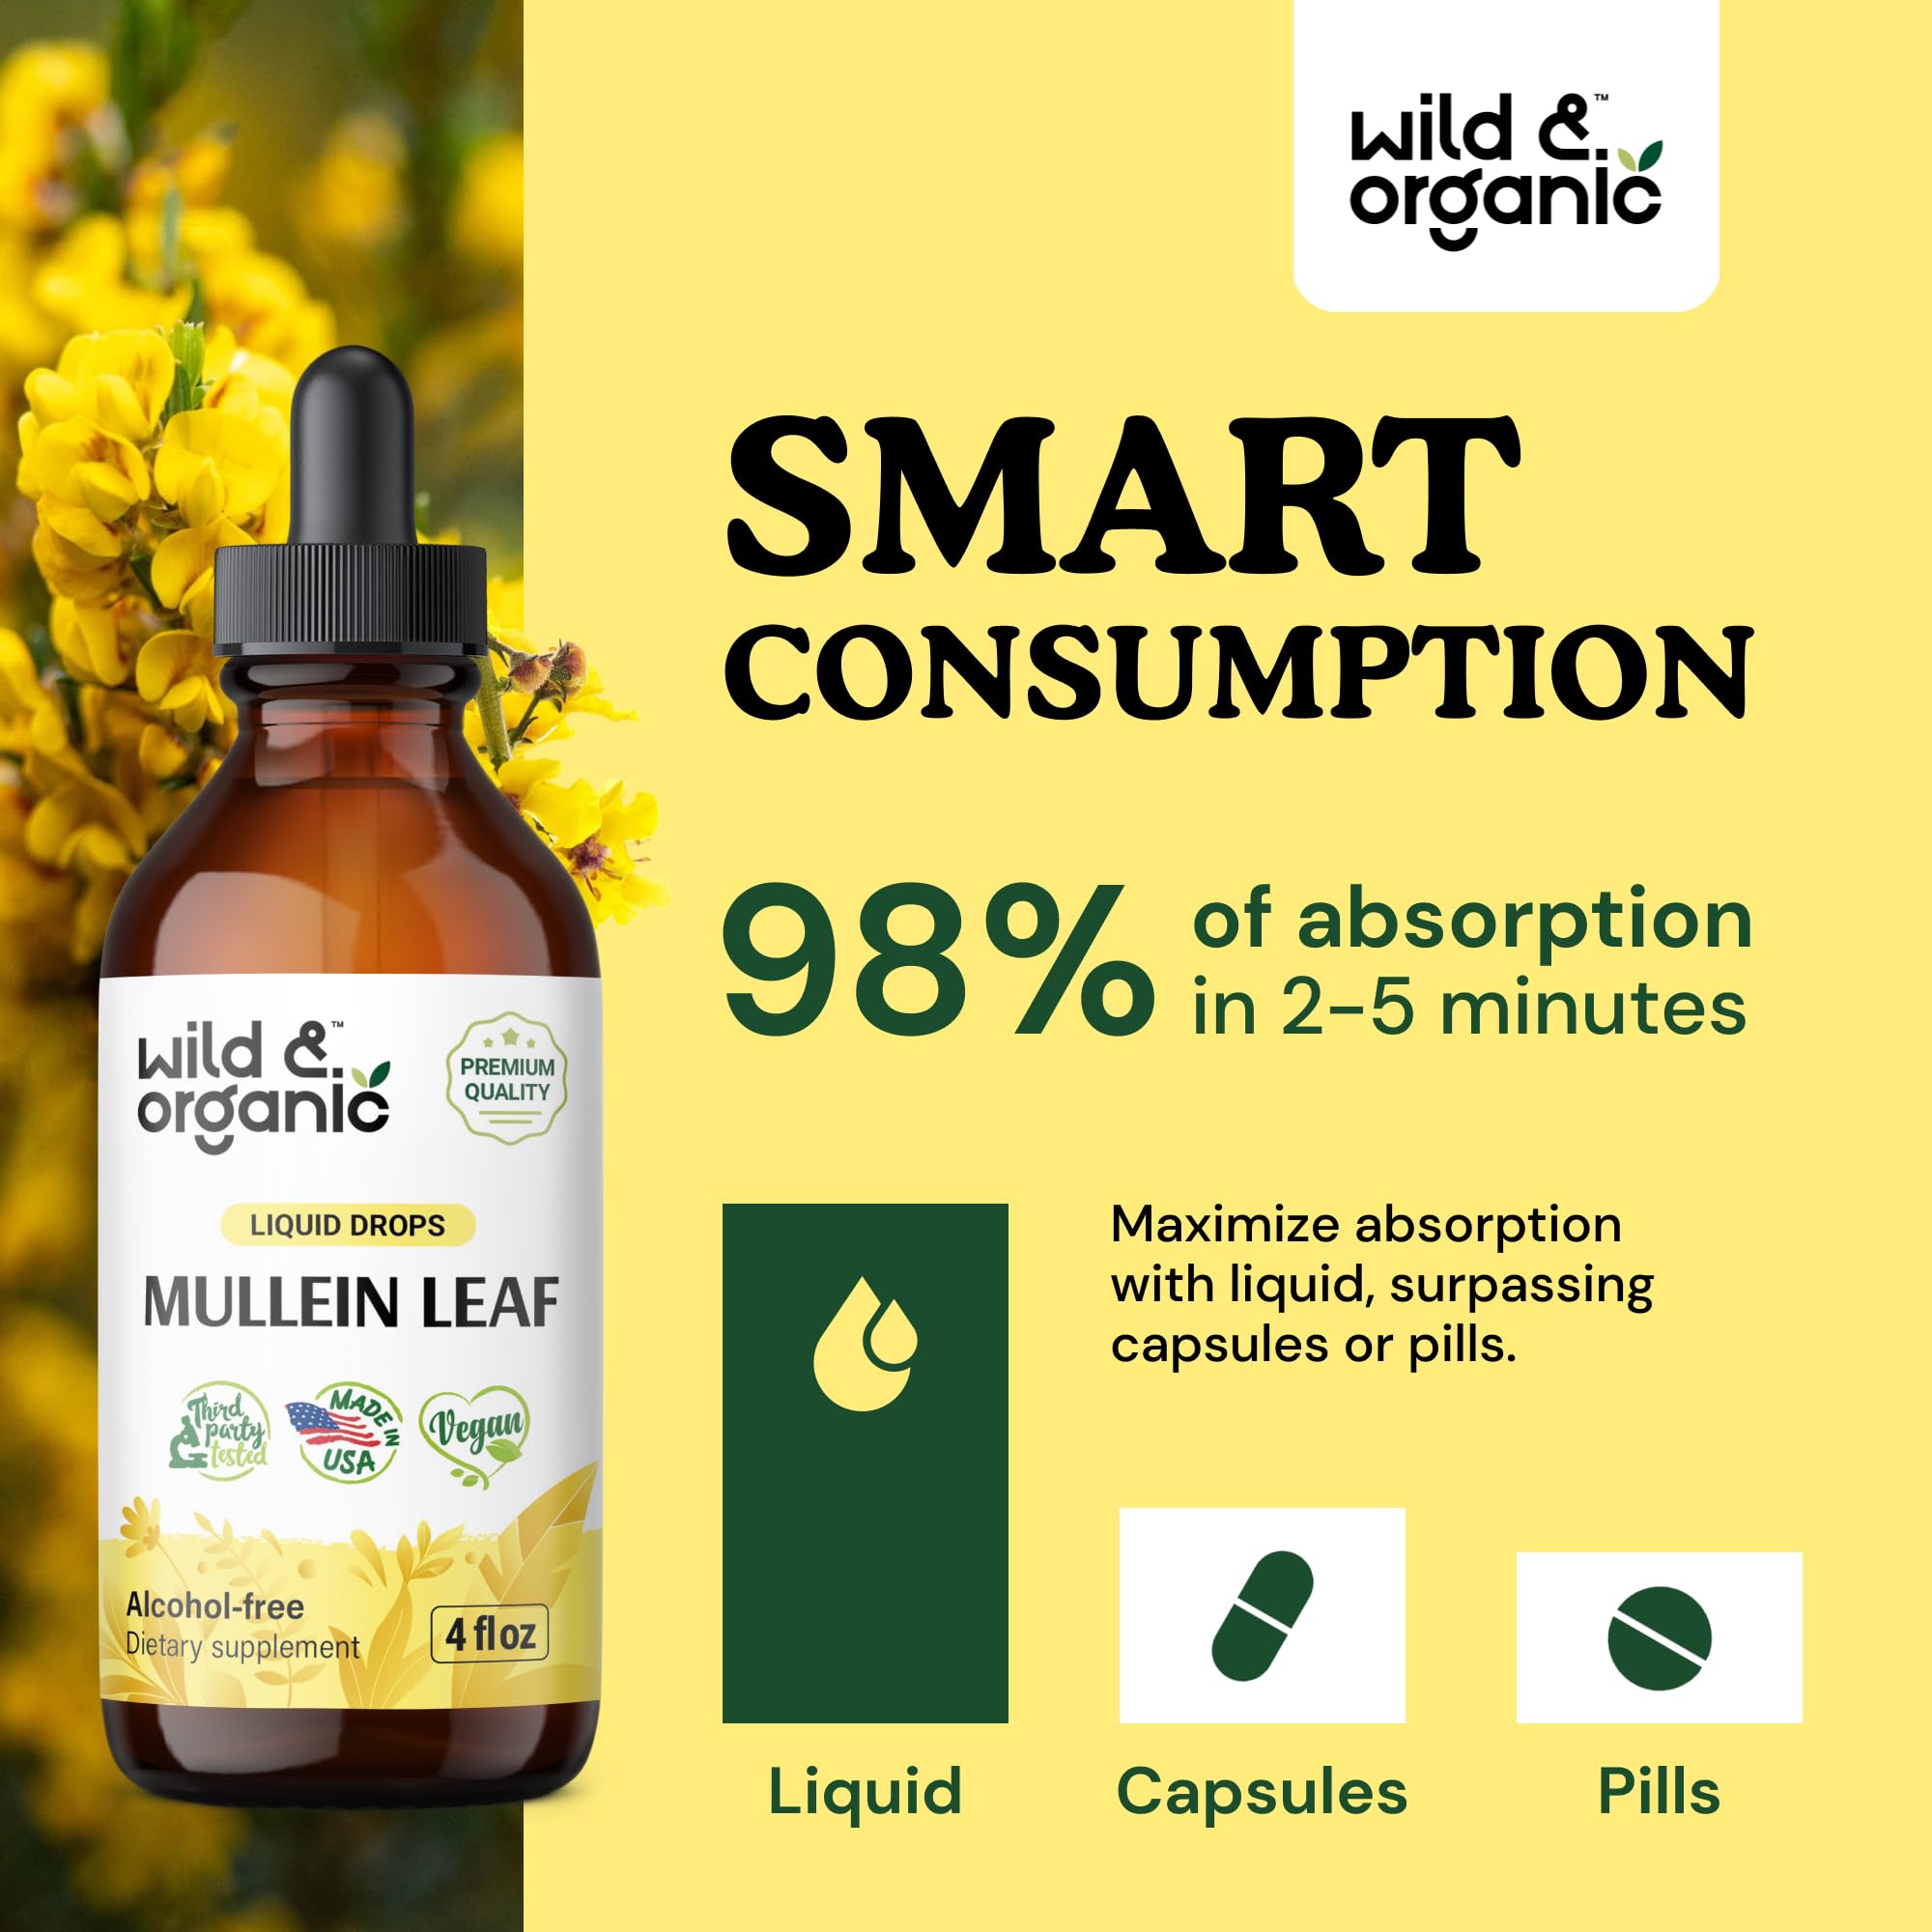 wild &™
organic
SMART
CONSUMPTION
98% of absorption
in 2-5 minutes
Maximize absorption
with liquid, surpassing
capsules or pills.
Liquid
Capsules
Pills
wild &™
organic
PREMIUM
QUALITY
LIQUID DROPS
MULLEIN LEAF
Third
party
tested
MADE IN
USA
Vegan
Alcohol-free
Dietary supplement
4 fl oz